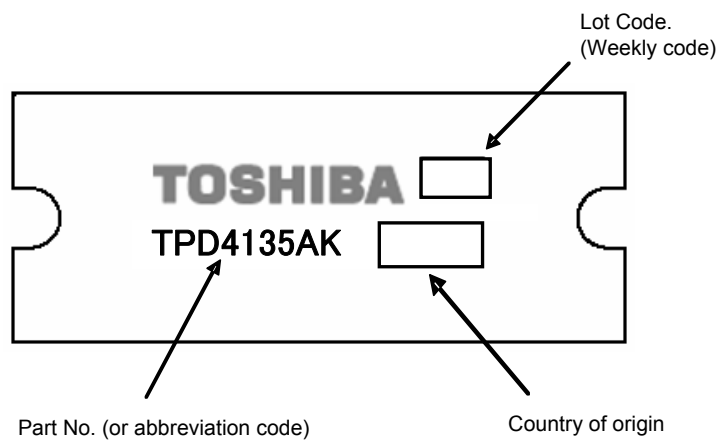 Lot Code.
(Weekly code)
TOSHIBA
TPD4135AK
Part No. (or abbreviation code)
Country of origin